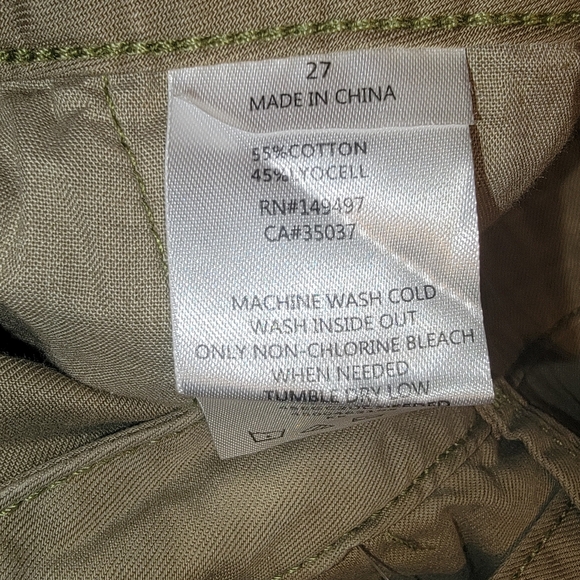 27
MADE IN CHINA
55%COTTON
45%LYOCELL
RN#149497
CA#35037
MACHINE WASH COLD
WASH INSIDE OUT
ONLY NON-CHLORINE BLEACH
WHEN NEEDED
TUMBLE DRY LOW